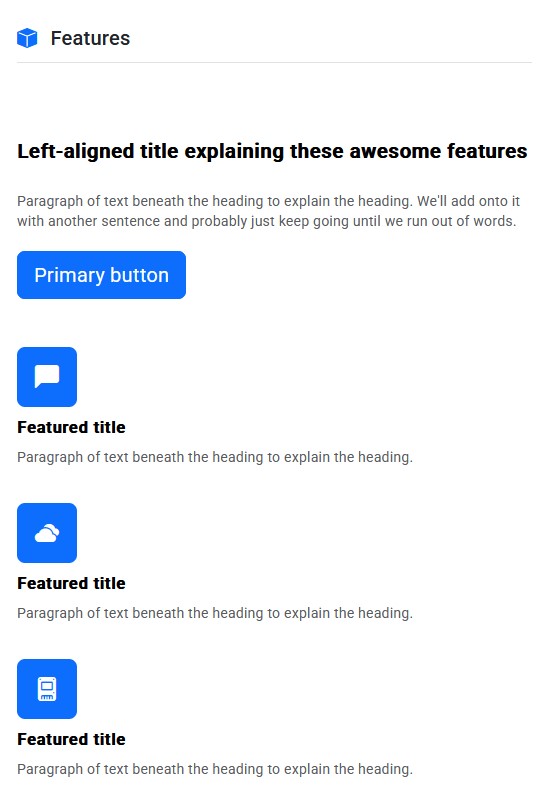 Features
Left-aligned title explaining these awesome features
Paragraph of text beneath the heading to explain the heading. We'll add onto it
with another sentence and probably just keep going until we run out of words.
Primary button
Featured title
Paragraph of text beneath the heading to explain the heading.
Featured title
Paragraph of text beneath the heading to explain the heading.
Featured title
Paragraph of text beneath the heading to explain the heading.